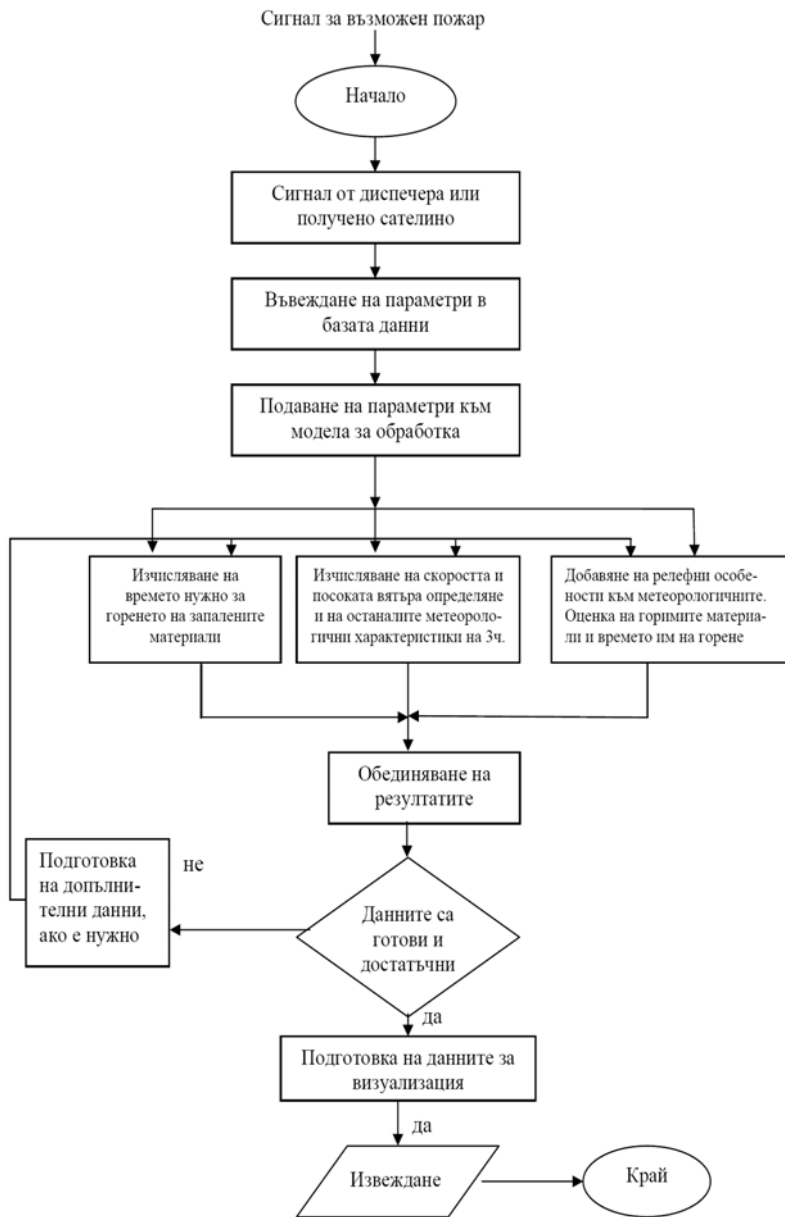 Сигнал за възможен пожар
Начало
Сигнал от диспечера или
получено сателино
Въвеждане на параметри в
базата данни
Подаване на параметри към
модела за обработка
Изчисляване на
времето нужно за
горенето на запалените
материали
Изчисляване на скоростта и
посоката вятъра определяне
и на останалите метеороло-
гични характеристики на 3ч.
Добавяне на релефни особе-
ности към метеорологичните.
Оценка на горимите материа-
ли и времето им на горене
Обединяване на
резултатите
Подготовка
на допълни-
телни данни,
ако е нужно
не
Данните са
готови и
достатъчни
да
Подготовка на данните за
визуализация
да
Извеждане
Край